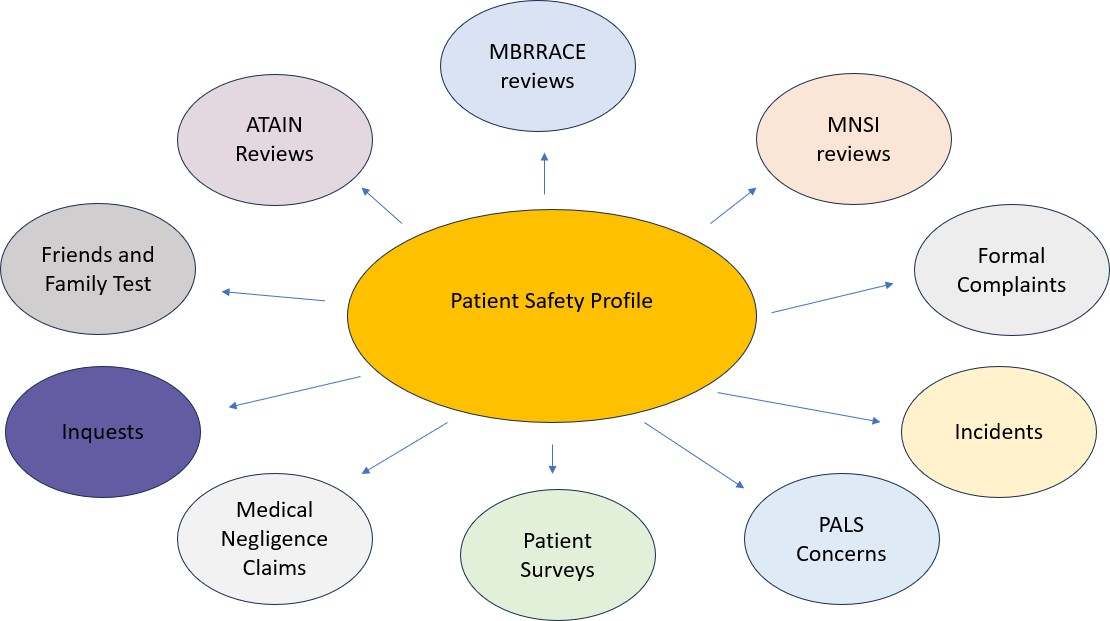 MBRRACE
reviews
ATAIN
Reviews
MNSI
reviews
Friends and
Family Test
Formal
Complaints
Patient Safety Profile
Inquests
Incidents
Medical
Negligence
Claims
Patient
Surveys
PALS
Concerns